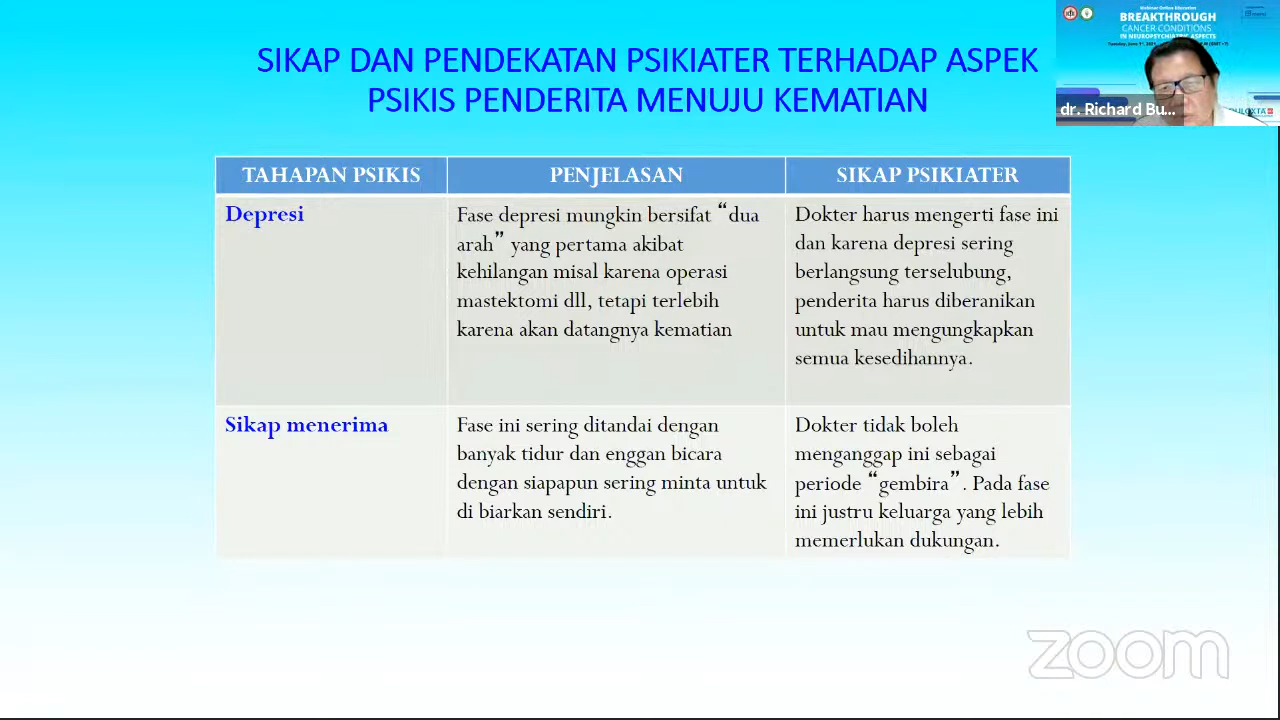 SIKAP DAN PENDEKATAN PSIKIATER TERHADAP ASPEK
PSIKIS PENDERITA MENUJU KEMATIAN
Webinar Online Education
BREAKTHROUGH
CANCER CONDITIONS
IN NEUROPSYCHIATRIC ASPECTS
dr. Richard Bu...
TAHAPAN PSIKIS
PENJELASAN
SIKAP PSIKIATER
Depresi
Fase depresi mungkin bersifat “dua
arah” yang pertama akibat
kehilangan misal karena operasi
mastektomi dll, tetapi terlebih
karena akan datangnya kematian
Dokter harus mengerti fase ini
dan karena depresi sering
berlangsung terselubung,
penderita harus diberanikan
untuk mau mengungkapkan
semua kesedihannya.
Sikap menerima
Fase ini sering ditandai dengan
banyak tidur dan enggan bicara
dengan siapapun sering minta untuk
di biarkan sendiri.
Dokter tidak boleh
menganggap ini sebagai
periode “gembira”. Pada fase
ini justru keluarga yang lebih
memerlukan dukungan.
zoom